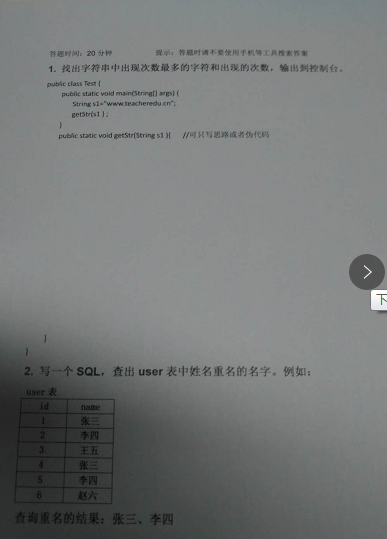 答题时间：20 分钟 提示：答题时请不要使用手机等工具搜索答案
1. 找出字符串中出现次数最多的字符和出现的次数，输出到控制台。
public class Test {
public static void main(String[] args) {
String s1="www.teacheredu.cn";
getStr(s1 ) ;
}
public static void getStr(String s1 ){ //可只写思路或者伪代码
}
}
下
2. 写一个 SQL，查出 user 表中姓名重名的名字。例如：
user 表
id name
1 张三
2 李四
3 王五
4 张三
5 李四
6 赵六
查询重名的结果：张三、李四